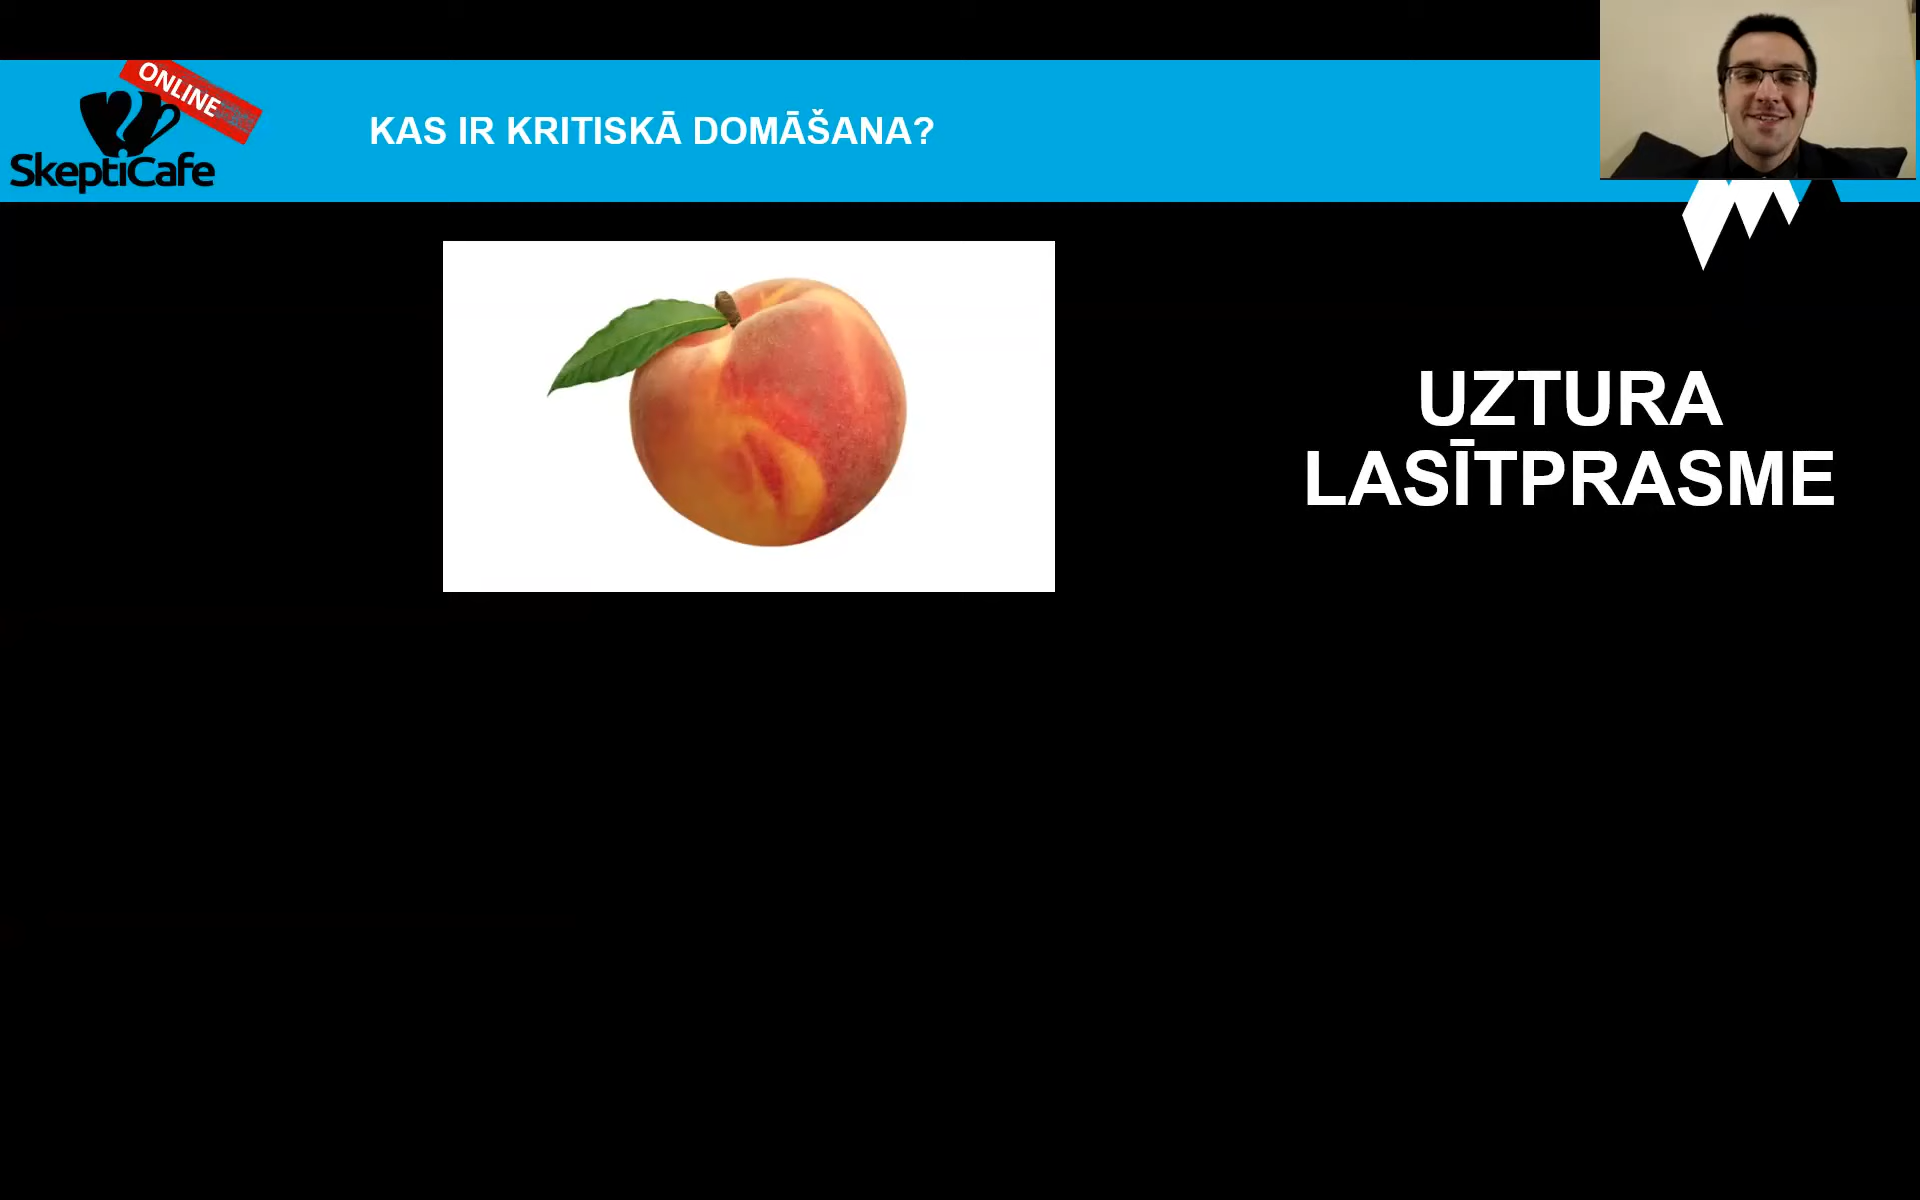 ONLINE
SkeptiCafe
KAS IR KRITISKĀ DOMĀŠANA?
UZTURA
LASĪTPRASME